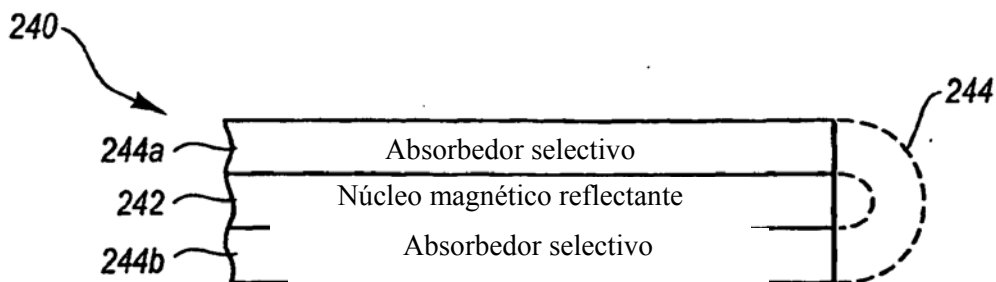 240
244
244a Absorbedor selectivo
242 Núcleo magnético reflectante
244b Absorbedor selectivo